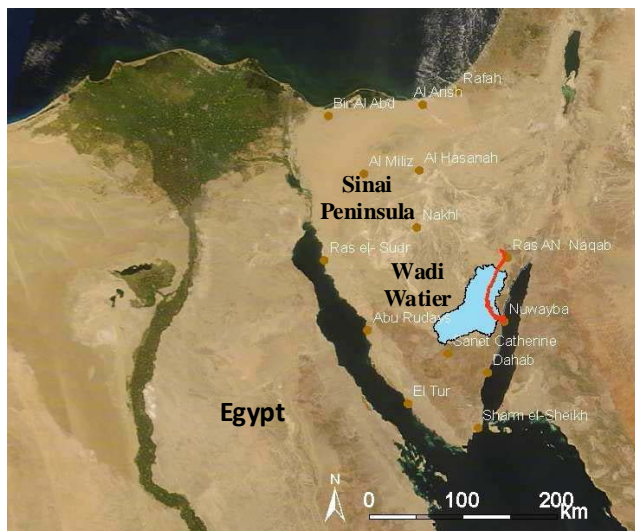 Rafah
Al Arish
Bir Al Abd
Al Miliz
Al Hasanah
Sinai
Peninsula
Nakhl
Ras el- Sudr
Ras AN. Naqab
Wadi
Watier
Nuwayba
Abu Rudays
Sanct Catherine
Dahab
El Tur
Egypt
Sharm el-Sheikh
N
0 100 200
Km